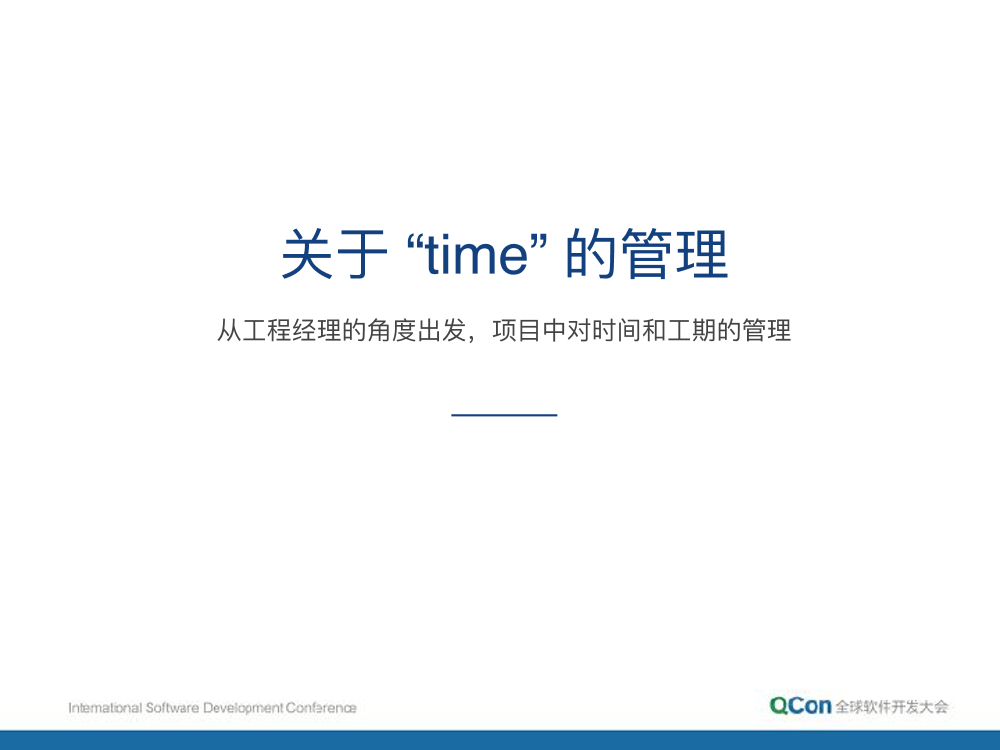 关于 “time” 的管理
从工程经理的角度出发，项目中对时间和工期的管理
International Software Development Conference
QCon 全球软件开发大会